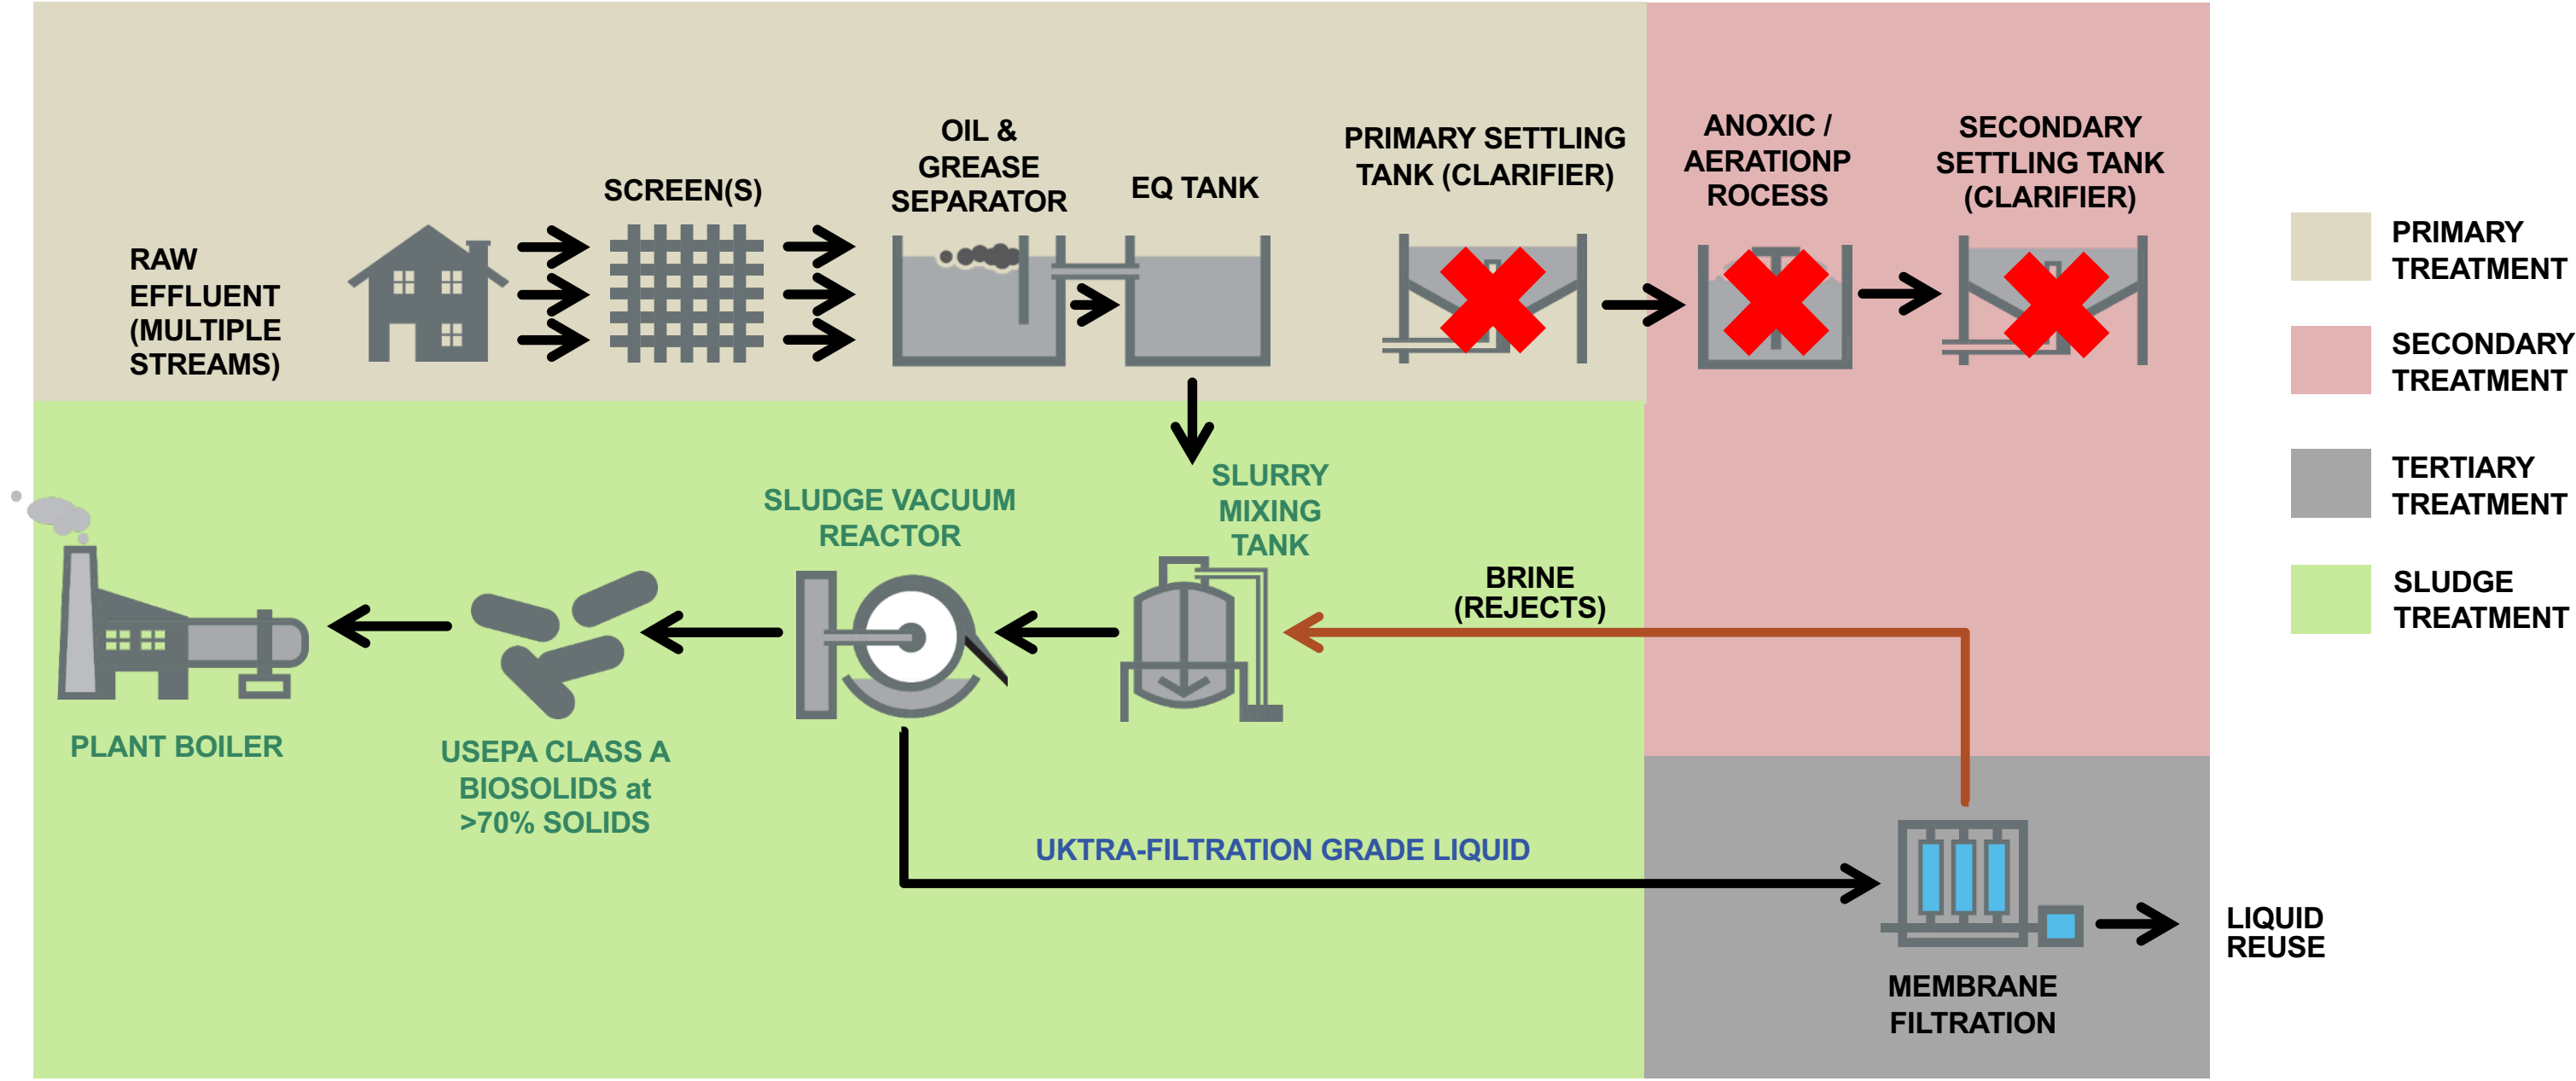 RAW
EFFLUENT
(MULTIPLE
STREAMS)
SCREEN(S)
OIL &
GREASE
SEPARATOR
EQ TANK
PRIMARY SETTLING
TANK (CLARIFIER)
ANOXIC /
AERATIONP
ROCESS
SECONDARY
SETTLING TANK
(CLARIFIER)
PRIMARY
TREATMENT
SECONDARY
TREATMENT
TERTIARY
TREATMENT
SLUDGE
TREATMENT
SLURRY
MIXING
TANK
SLUDGE VACUUM
REACTOR
BRINE
(REJECTS)
PLANT BOILER
USEPA CLASS A
BIOSOLIDS at
>70% SOLIDS
UKTRA-FILTRATION GRADE LIQUID
LIQUID
REUSE
MEMBRANE
FILTRATION